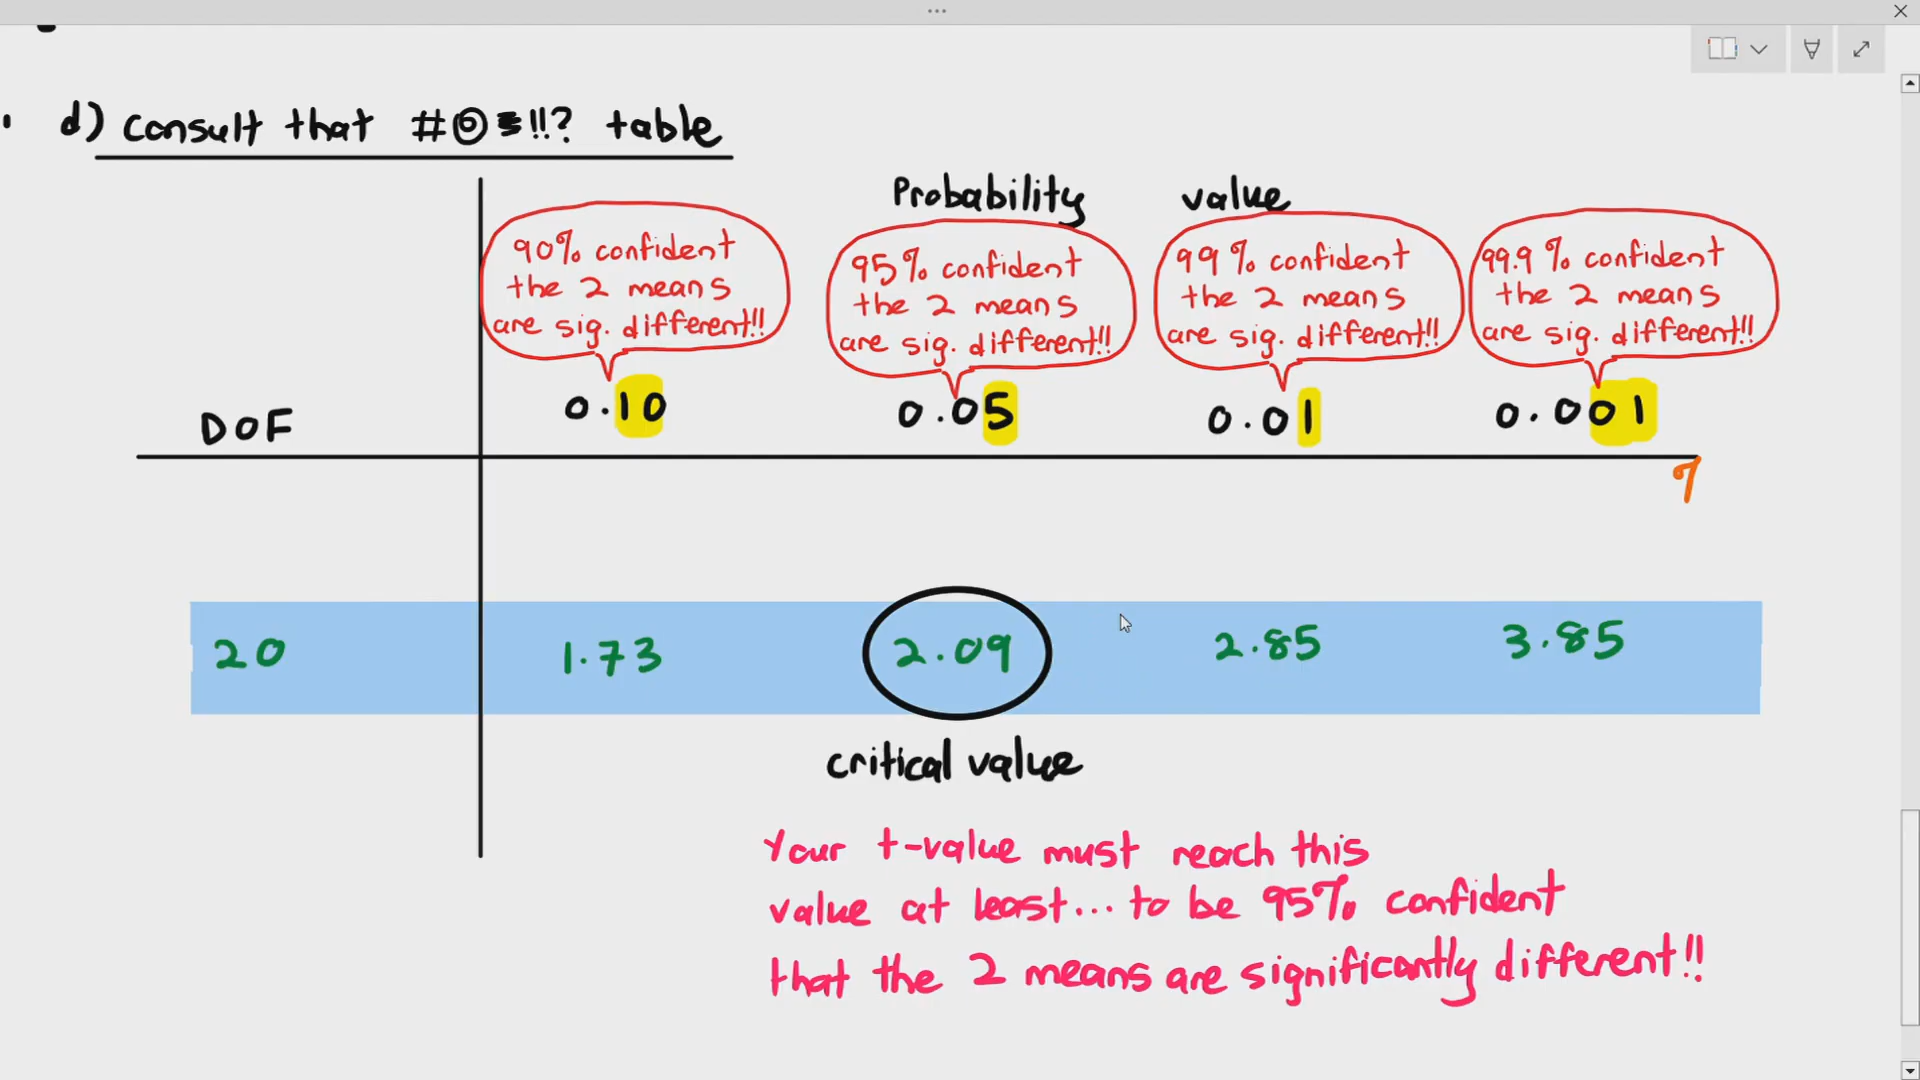 d) Consult that #@ !!? table
Probability value
90% confident
the 2 means
are sig. different!!
95% confident
the 2 means
are sig. different!!
99% confident
the 2 means
are sig. different!!
99.9% confident
the 2 means
are sig. different!!
DOF 0.10 0.05 0.01 0.001
20 1.73 2.09 2.85 3.85
critical value
Your t-value must reach this
value at least... to be 95% confident
that the 2 means are significantly different!!